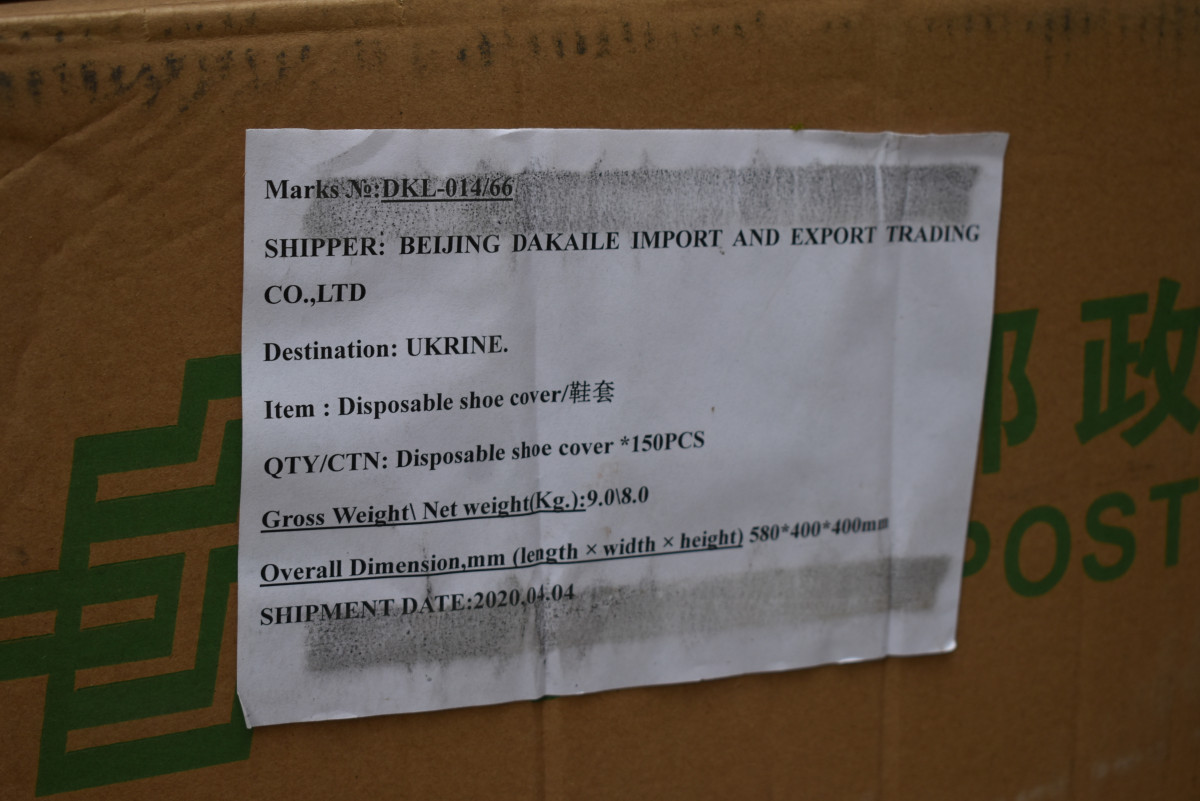 Marks №:DKL-014/66
SHIPPER: BEIJING DAKAILE IMPORT AND EXPORT TRADING
CO.,LTD
Destination: UKRINE.
Item : Disposable shoe cover/鞋套
QTY/CTN: Disposable shoe cover *150PCS
Gross Weight\ Net weight(Kg.):9.0\8.0
Overall Dimension,mm (length × width × height) 580*400*400mm
SHIPMENT DATE:2020,04.04
邮政
POST